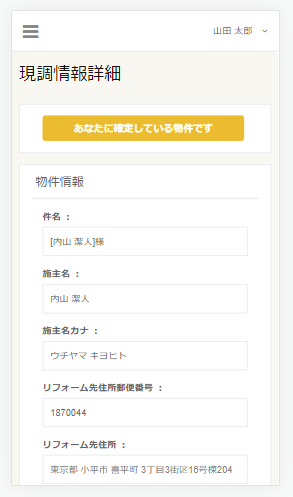 山田 太郎
現調情報詳細
あなたに確定している物件です
物件情報
件名 :
[内山 潔人]様
施主名 :
内山 潔人
施主名カナ :
ウチヤマ キヨヒト
リフォーム先住所郵便番号 :
1870044
リフォーム先住所 :
東京都 小平市 喜平町 3丁目3街区16号棟204